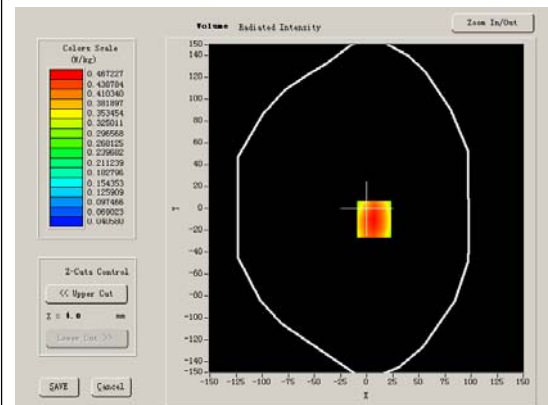 Volume Radiated Intensity
Zoom In/Out
Colors Scale
(W/kg)
0.467227
0.438784
0.410340
0.381897
0.353454
0.325011
0.296568
0.268125
0.239682
0.211239
0.182796
0.154353
0.125909
0.097466
0.069023
0.040580
Z-Cuts Control
<< Upper Cut
Z = 4.0 mm
Lower Cut >>
SAVE
Cancel
150
140
120
100
80
60
40
20
0
-20
-40
-60
-80
-100
-120
-140
-150
Y
-150 -125 -100 -75 -50 -25 0 25 50 75 100 125 150
X